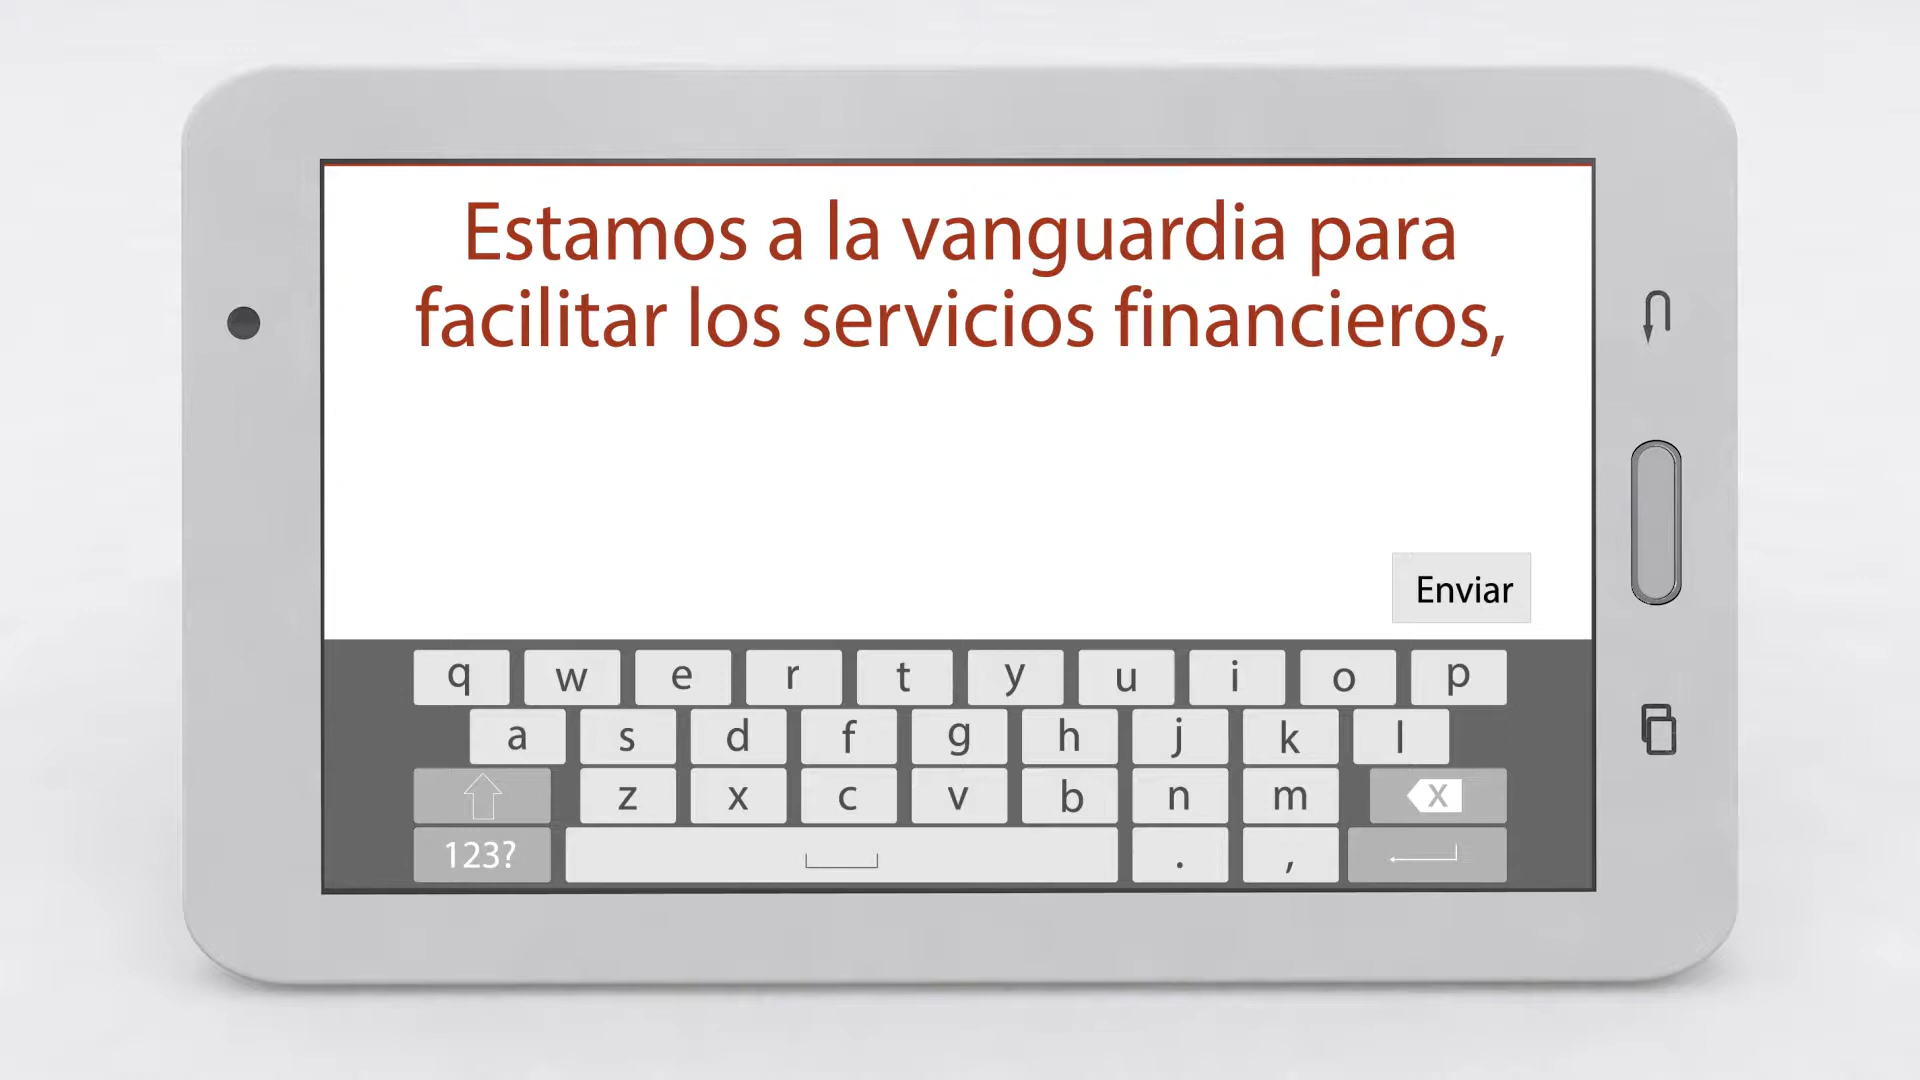 Estamos a la vanguardia para
facilitar los servicios financieros,
Enviar
q w e r t y u i o p
a s d f g h j k l
z x c v b n m X
123? . ,